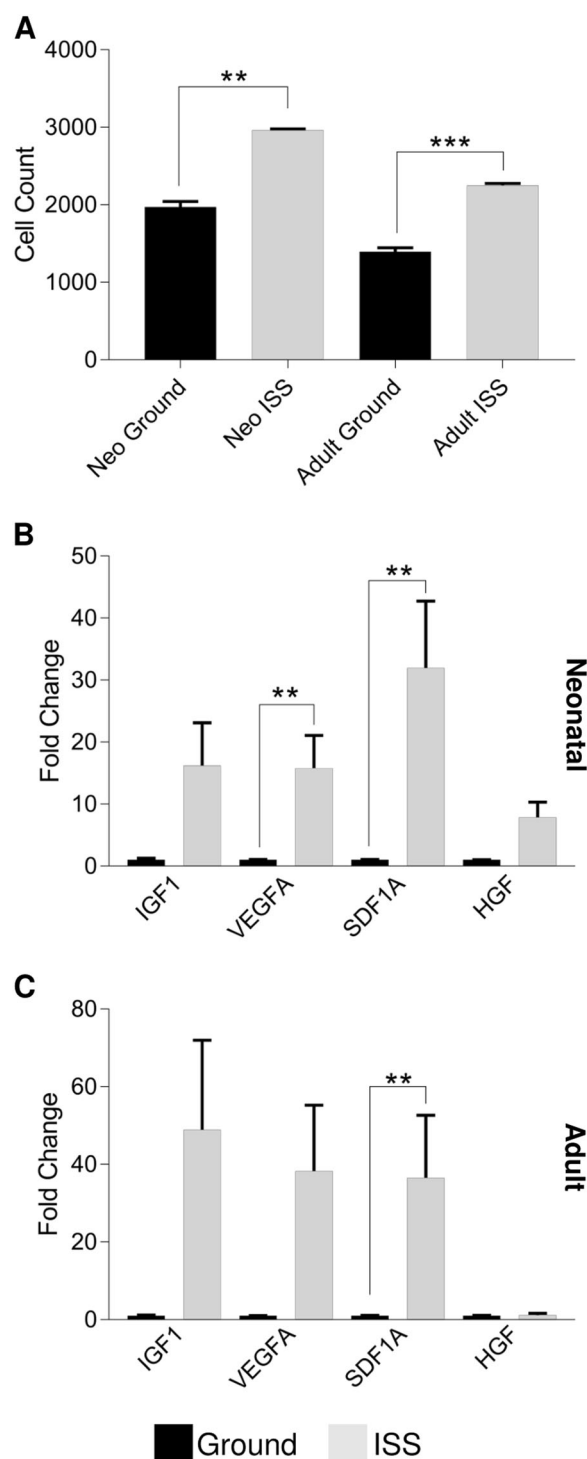 A
4000
3000
2000
1000
0
Cell Count
**
***
Neo Ground
Neo ISS
Adult Ground
Adult ISS
B
50
40
30
20
10
0
Fold Change
**
**
IGF1
VEGFA
SDF1A
HGF
Neonatal
C
80
60
40
20
0
Fold Change
**
IGF1
VEGFA
SDF1A
HGF
Adult
Ground
ISS